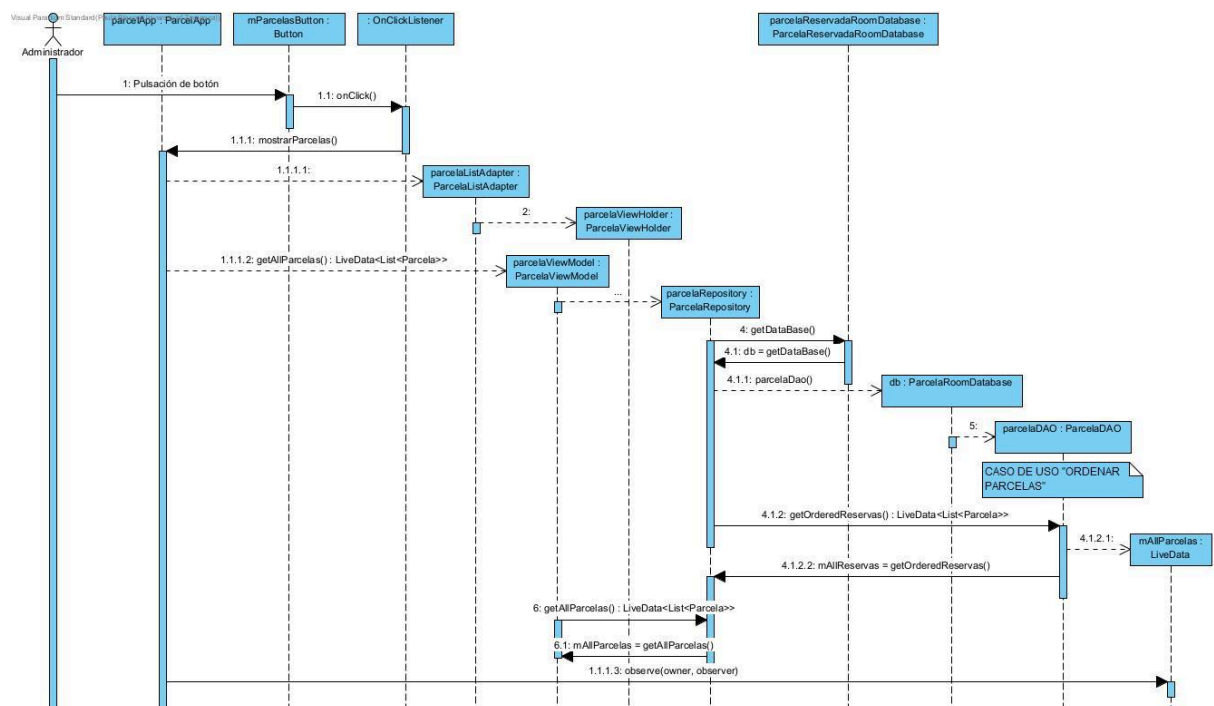 Visual Paradigm Standard
Administrador
parcelApp : ParcelApp
mParcelasButton :
Button
: OnClickListener
parcelaReservadaRoomDatabase :
ParcelaReservadaRoomDatabase
1: Pulsación de botón
1.1: onClick()
1.1.1: mostrarParcelas()
1.1.1.1:
parcelaListAdapter :
ParcelaListAdapter
2:
parcelaViewHolder :
ParcelaViewHolder
1.1.1.2: getAllParcelas() : LiveData<List<Parcela>>
parcelaViewModel :
ParcelaViewModel
...
parcelaRepository :
ParcelaRepository
4: getDataBase()
4.1: db = getDataBase()
4.1.1: parcelaDao()
db : ParcelaRoomDatabase
5:
parcelaDAO : ParcelaDAO
CASO DE USO "ORDENAR
PARCELAS"
4.1.2: getOrderedReservas() : LiveData<List<Parcela>>
4.1.2.1:
mAllParcelas :
LiveData
4.1.2.2: mAllReservas = getOrderedReservas()
6: getAllParcelas() : LiveData<List<Parcela>>
6.1: mAllParcelas = getAllParcelas()
1.1.1.3: observe(owner, observer)